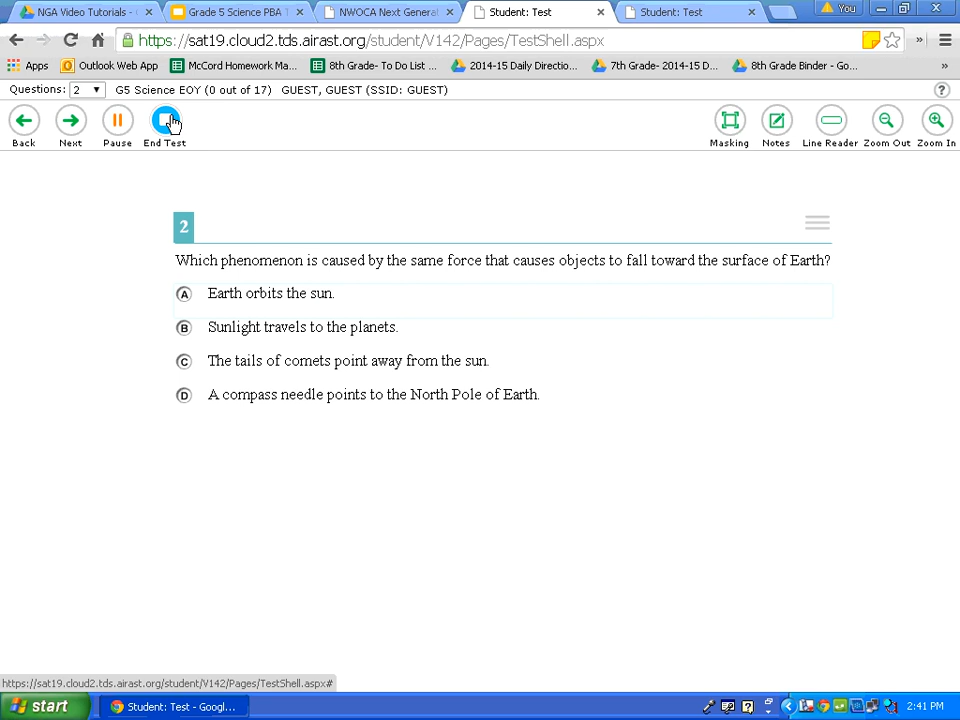 NGA Video Tutorials -
Grade 5 Science PBA T
NWOCA Next General
Student: Test
Student: Test
You
https://sat19.cloud2.tds.airast.org/student/V142/Pages/TestShell.aspx
Apps
Outlook Web App
McCord Homework Ma...
8th Grade- To Do List ...
2014-15 Daily Directio...
7th Grade- 2014-15 D...
8th Grade Binder - Go...
Questions: 2 G5 Science EOY (0 out of 17) GUEST, GUEST (SSID: GUEST)
Back
Next
Pause
End Test
Masking
Notes
Line Reader
Zoom Out
Zoom In
2
Which phenomenon is caused by the same force that causes objects to fall toward the surface of Earth?
A Earth orbits the sun.
B Sunlight travels to the planets.
C The tails of comets point away from the sun.
D A compass needle points to the North Pole of Earth.
https://sat19.cloud2.tds.airast.org/student/V142/Pages/TestShell.aspx#
start
Student: Test - Googl...
2:41 PM